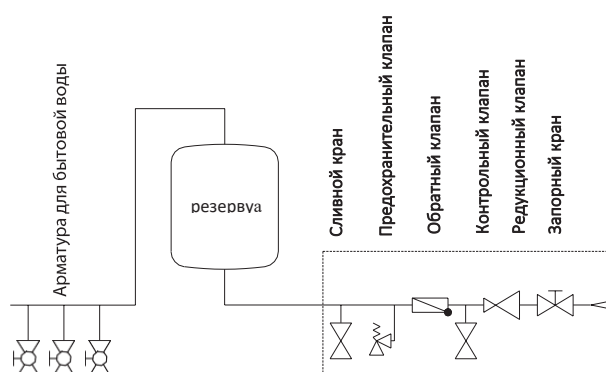 Арматура для бытовой воды
резервуа
Сливной кран
Предохранительный клапан
Обратный клапан
Контрольный клапан
Редукционный клапан
Запорный кран